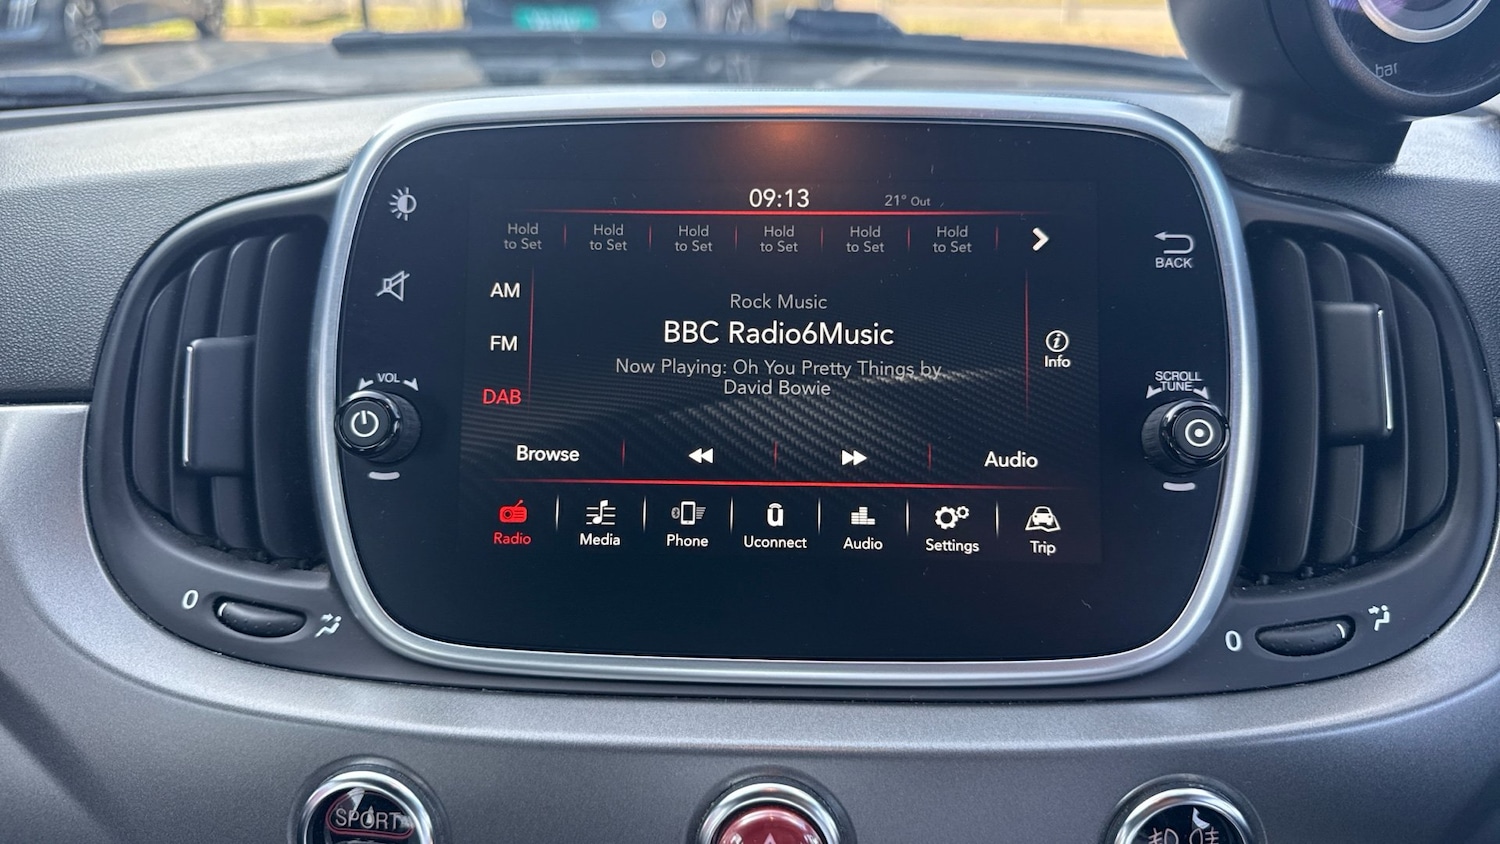 bar
09:13
21° Out
Hold to Set
Hold to Set
Hold to Set
Hold to Set
Hold to Set
Hold to Set
BACK
AM
FM
DAB
Rock Music
BBC Radio6Music
Now Playing: Oh You Pretty Things by
David Bowie
Info
VOL
SCROLL
TUNE
Browse
Audio
Radio
Media
Phone
Uconnect
Audio
Settings
Trip
0
0
SPORT